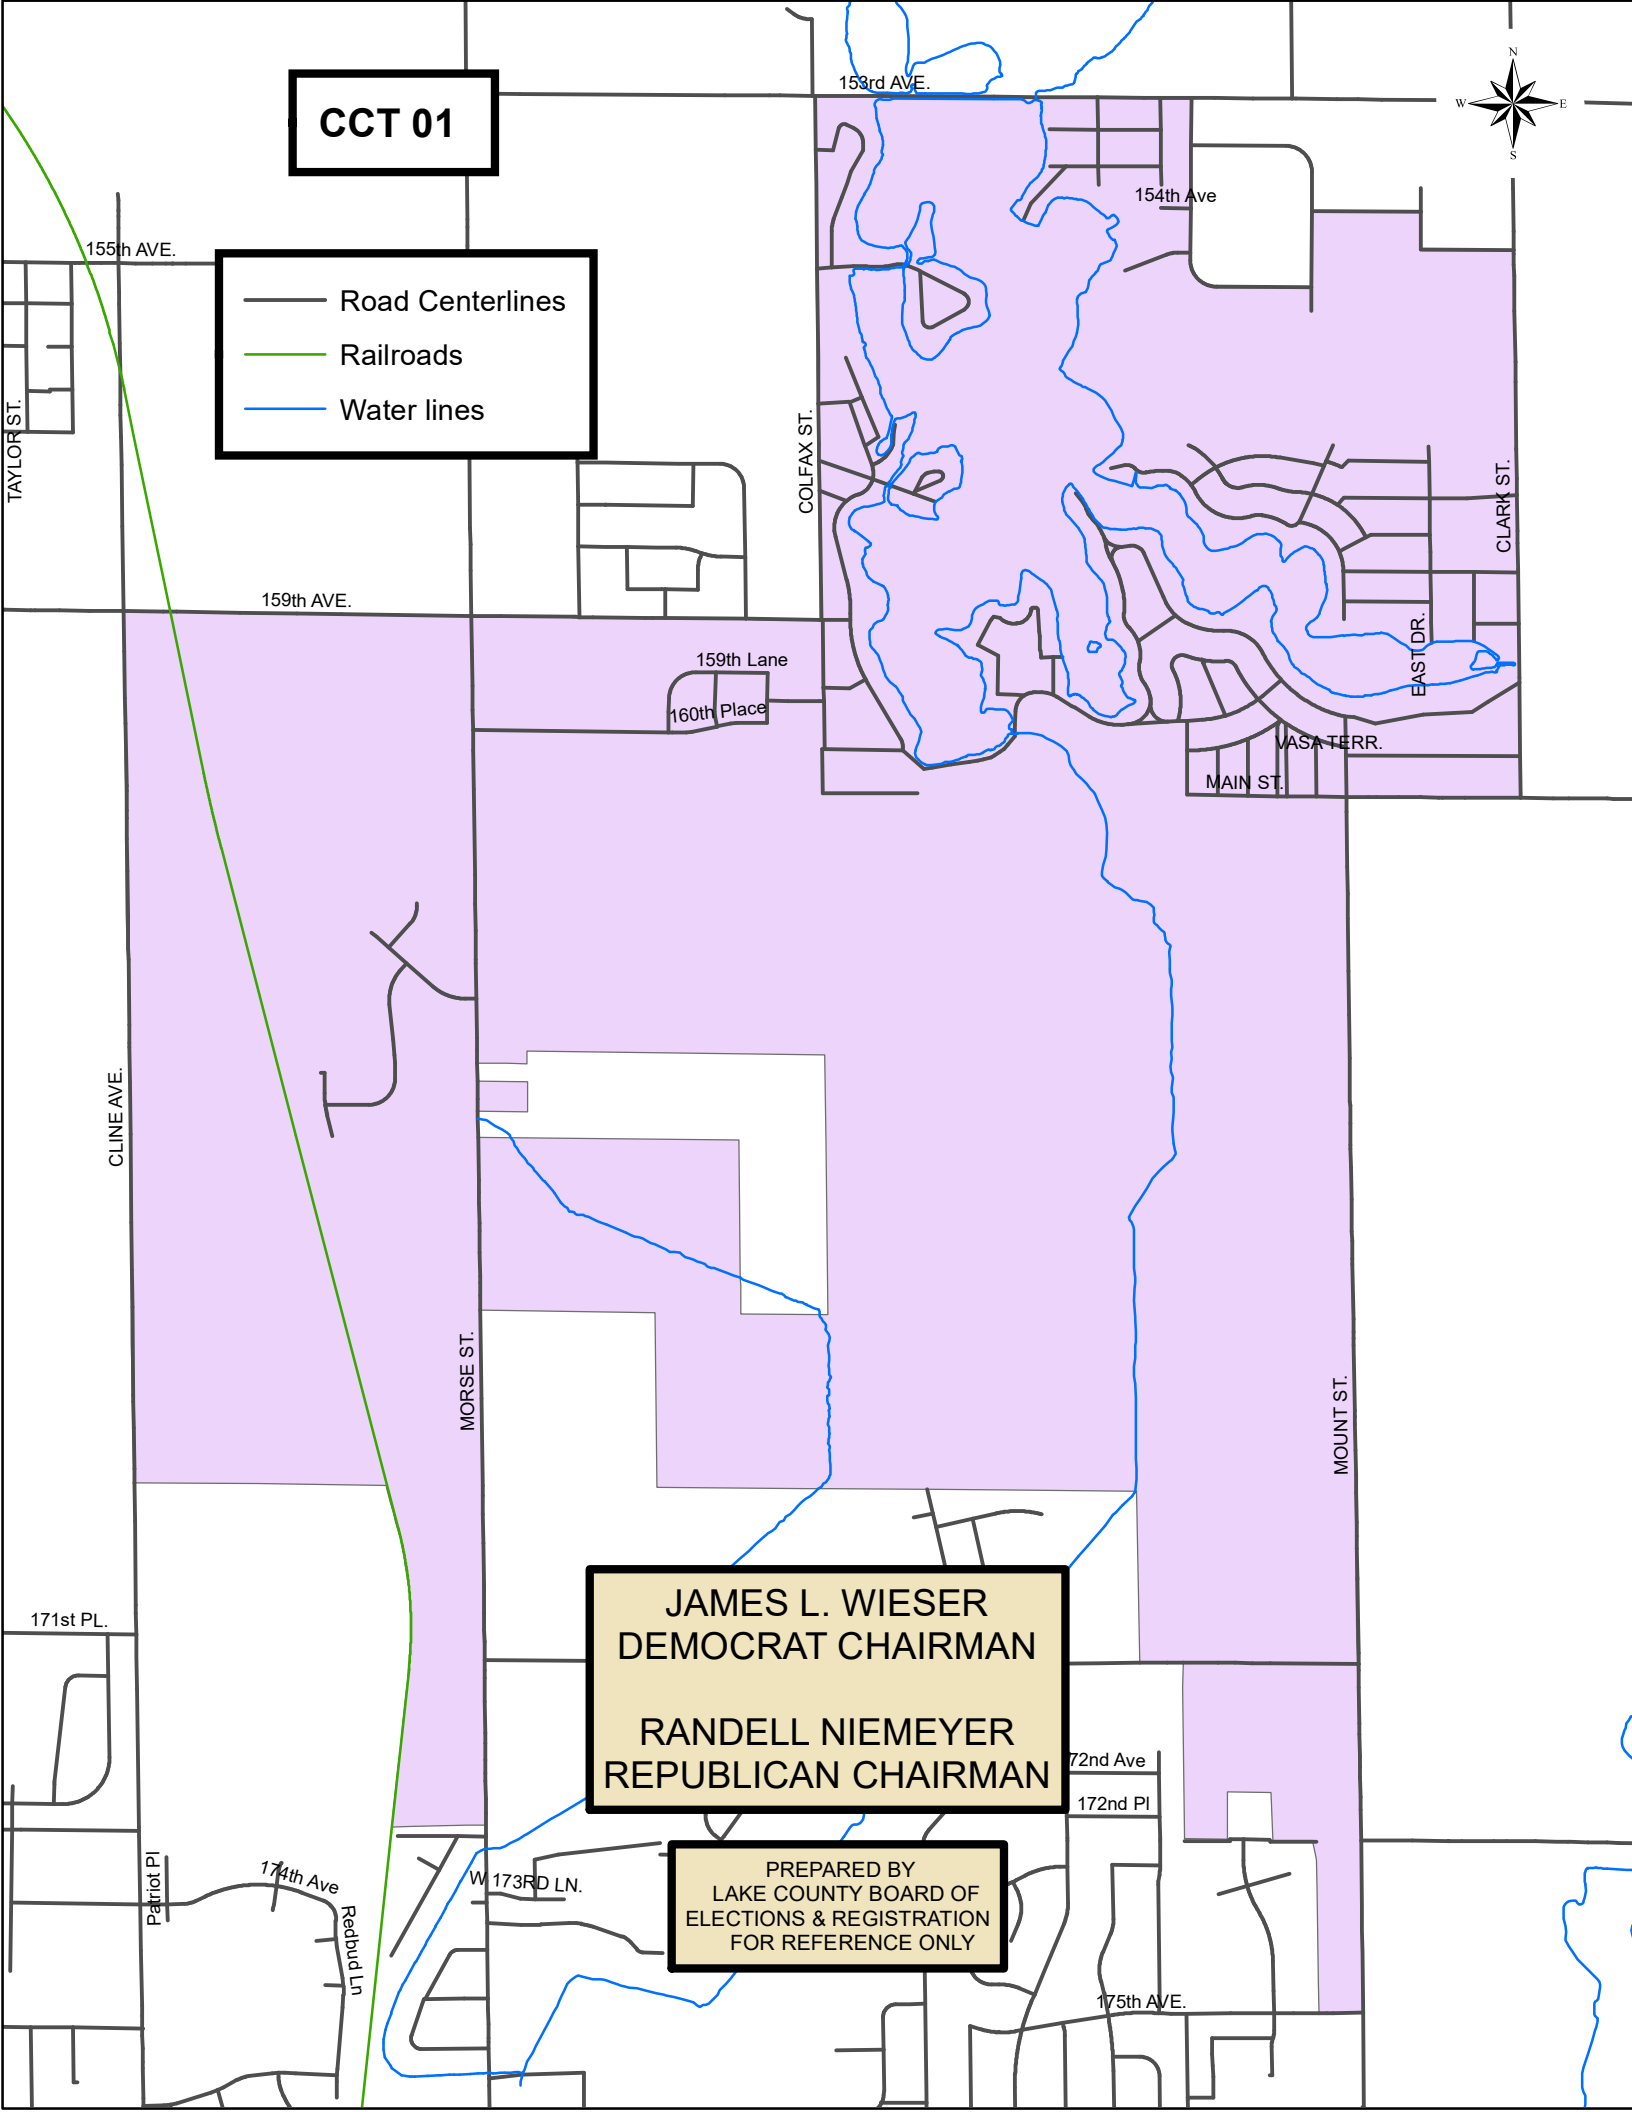 N
153rd AVE.
W
E
CCT 01
S
154th Ave
155th AVE.
Road Centerlines
Railroads
Water lines
TAYLOR ST.
COLFAX ST.
CLARK ST.
159th AVE.
EAST DR.
159th Lane
160th Place
VASA TERR.
MAIN ST.
CLINE AVE.
MORSE ST.
MOUNT ST.
JAMES L. WIESER
DEMOCRAT CHAIRMAN
RANDELL NIEMEYER
REPUBLICAN CHAIRMAN
171st PL.
72nd Ave
172nd Pl
Patriot Pl
174th Ave
Redbud Ln
W 173RD LN.
PREPARED BY
LAKE COUNTY BOARD OF
ELECTIONS & REGISTRATION
FOR REFERENCE ONLY
175th AVE.